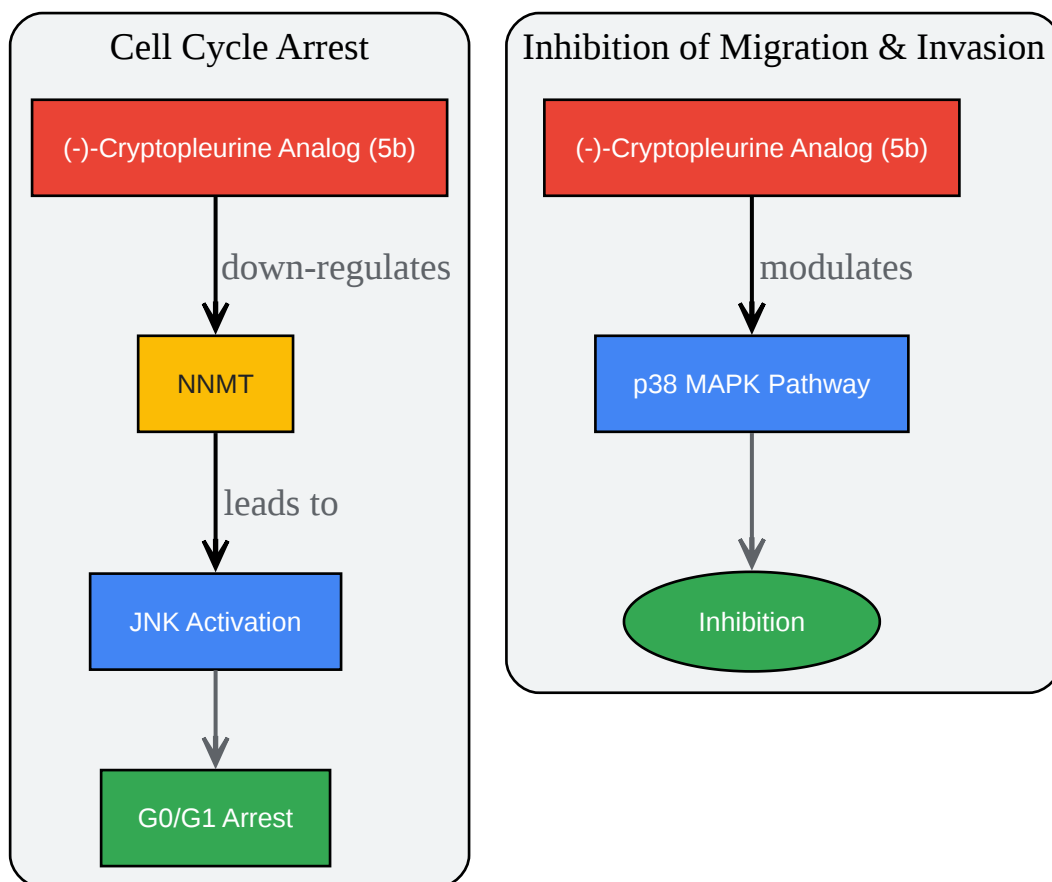 Cell Cycle Arrest
(-)-Cryptopleurine Analog (5b)
down-regulates
NNMT
leads to
JNK Activation
G0/G1 Arrest
Inhibition of Migration & Invasion
(-)-Cryptopleurine Analog (5b)
modulates
p38 MAPK Pathway
Inhibition